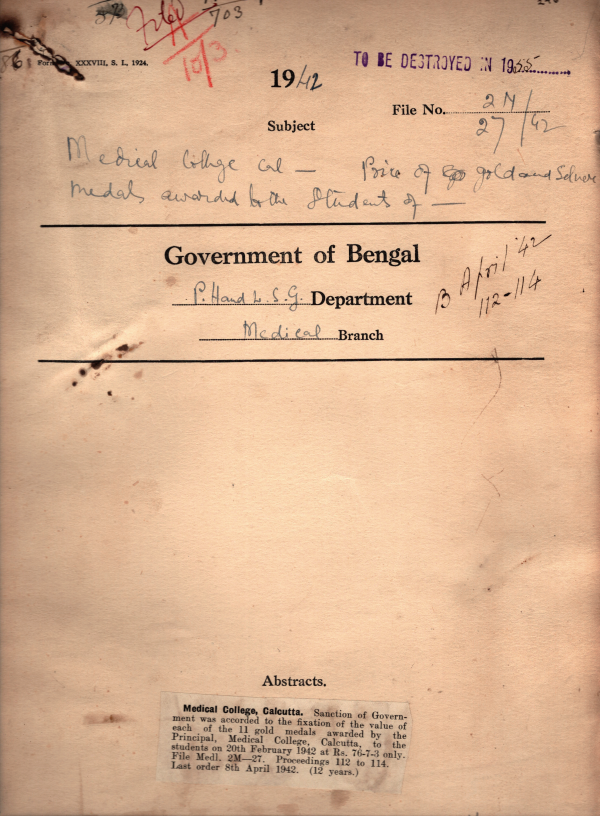 703
10/3
Form XXXVIII, S. L, 1924.
TO BE DESTROYED IN 1955
1942
File No. 2M/27/42
Subject
Medical College Cal — Price of gold and Silver
medals awarded to the Students of —
Government of Bengal
P. H and L. S. G. Department
Medical Branch
B April '42
112-114
Abstracts.
Medical College, Calcutta. Sanction of Govern-
ment was accorded to the fixation of the value of
each of the 11 gold medals awarded by the
Principal, Medical College, Calcutta, to the
students on 20th February 1942 at Rs. 76-7-3 only.
File Medl. 2M—27. Proceedings 112 to 114.
Last order 8th April 1942. (12 years.)